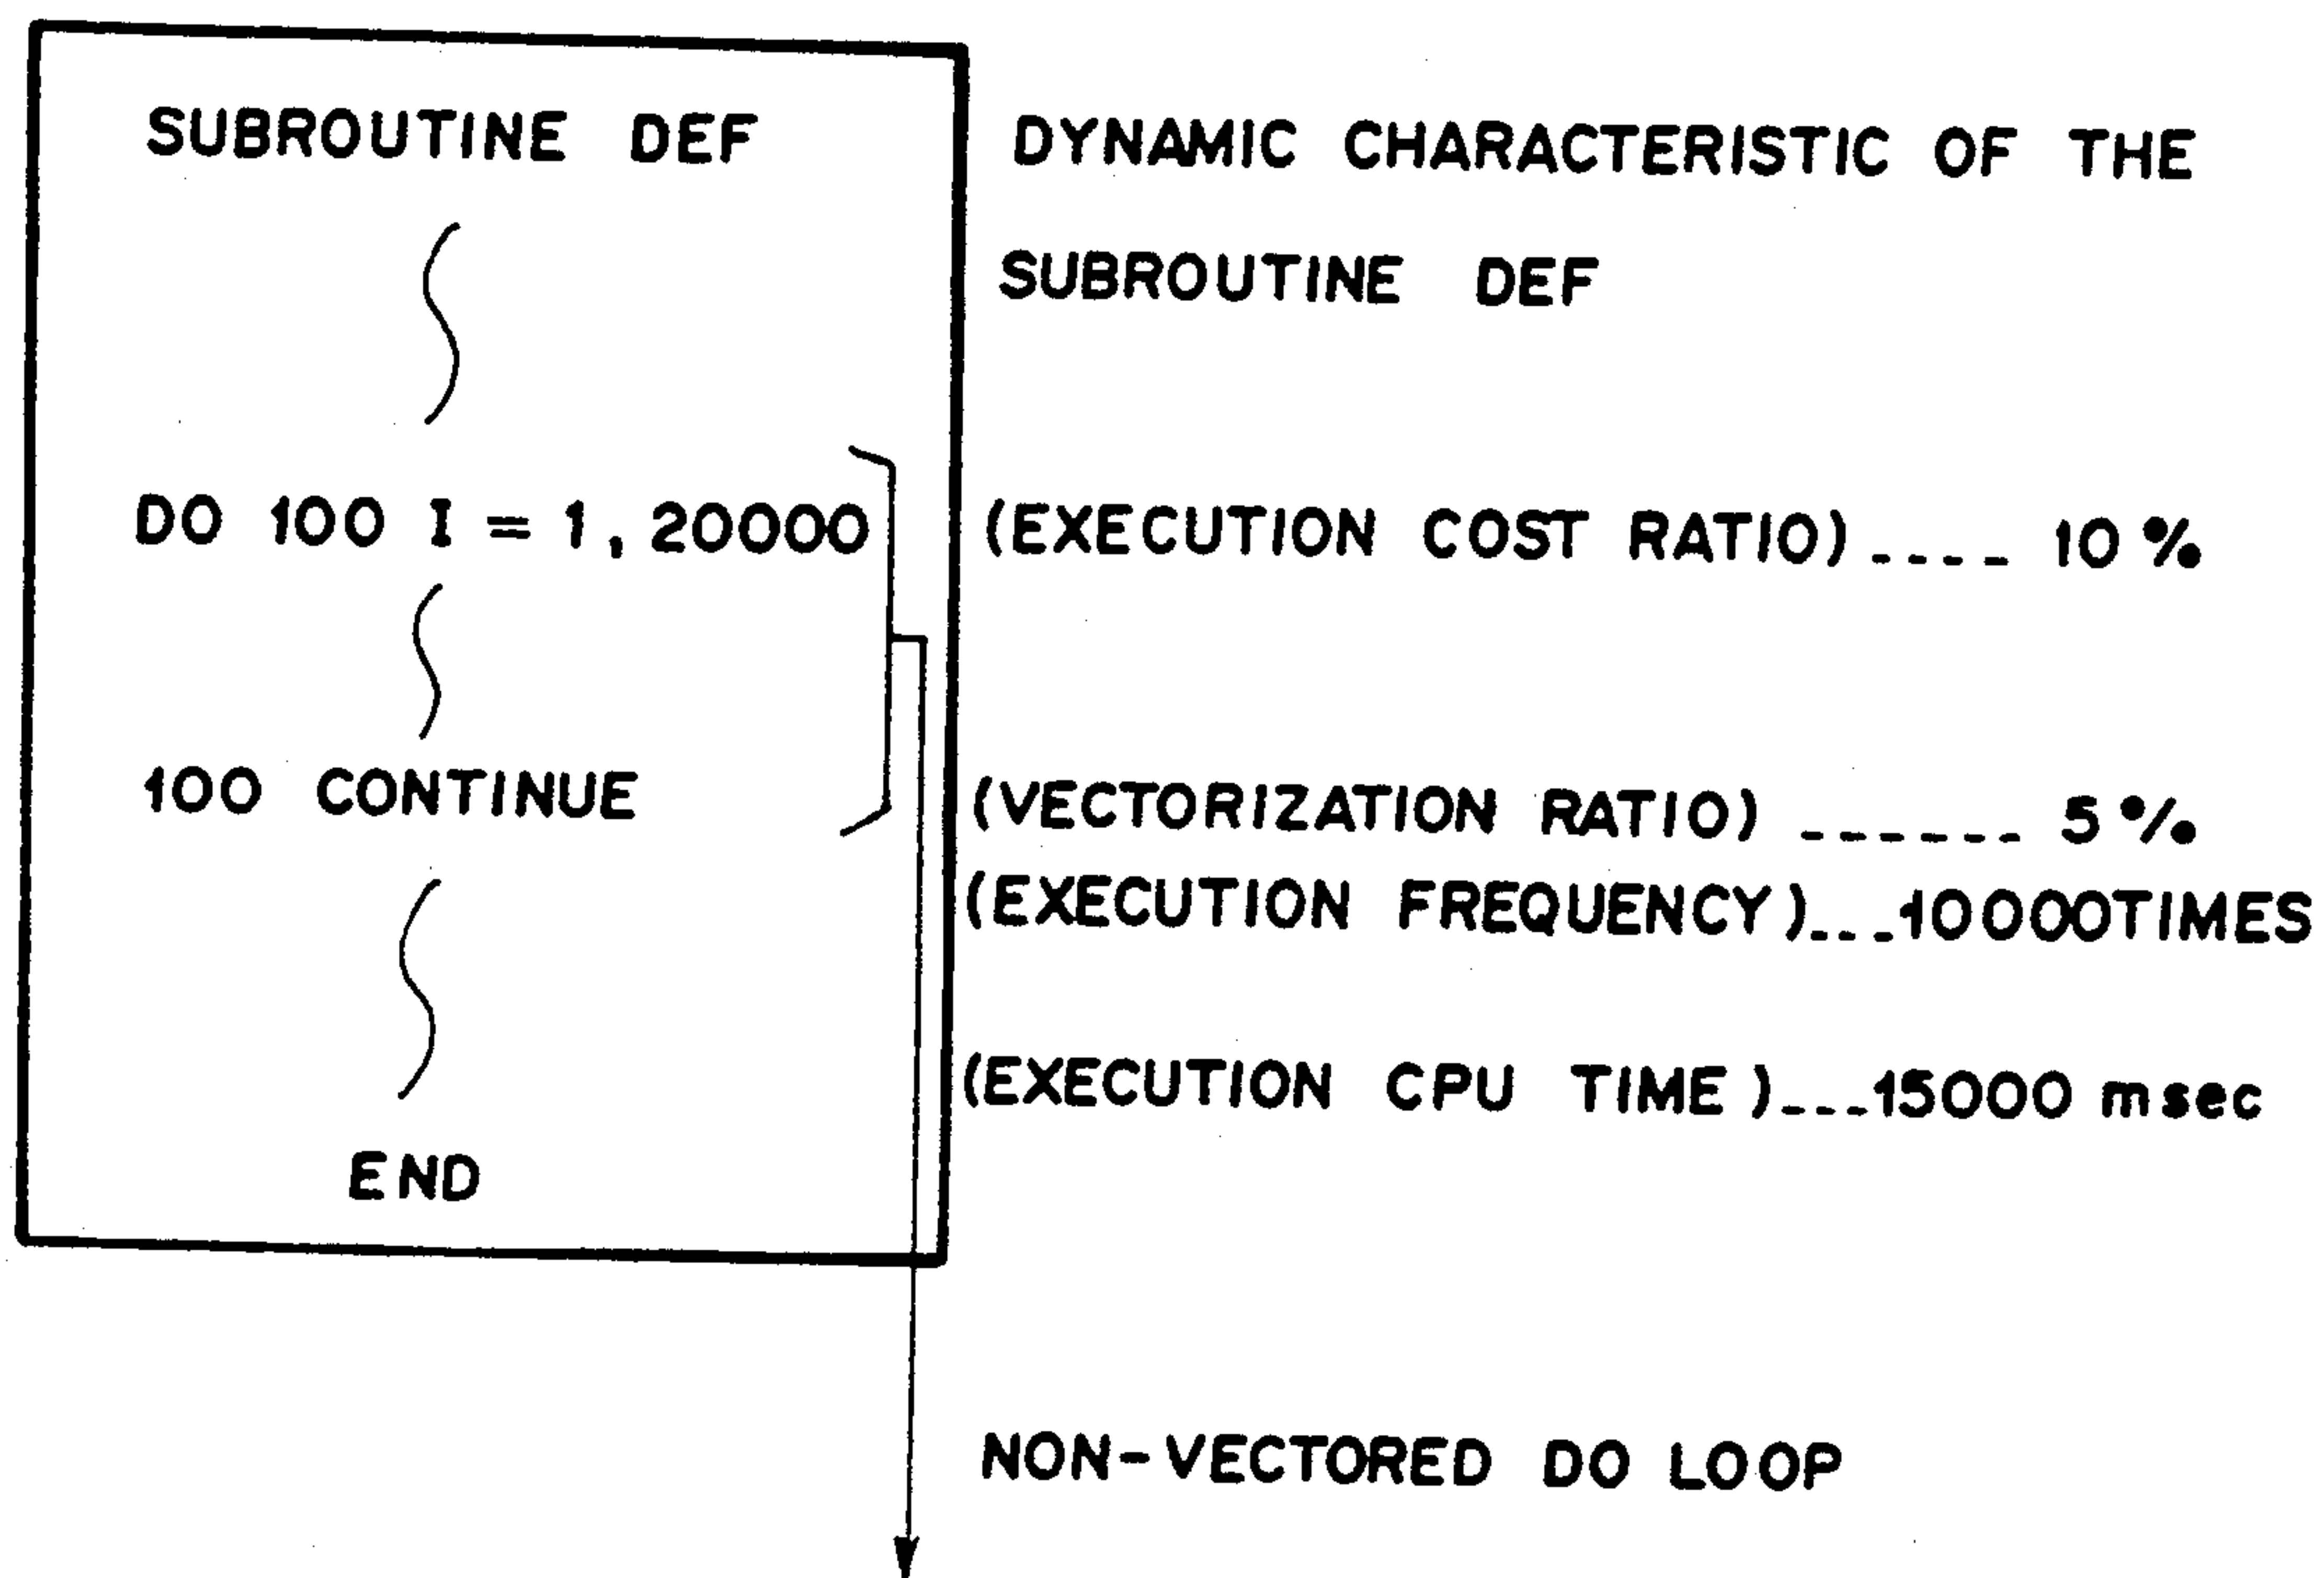 SUBROUTINE DEF
DO 100 I = 1, 20000
100 CONTINUE
END
DYNAMIC CHARACTERISTIC OF THE
SUBROUTINE DEF
(EXECUTION COST RATIO)---- 10%
(VECTORIZATION RATIO) ------ 5%
(EXECUTION FREQUENCY)---10000TIMES
(EXECUTION CPU TIME)---15000 msec
NON-VECTORED DO LOOP